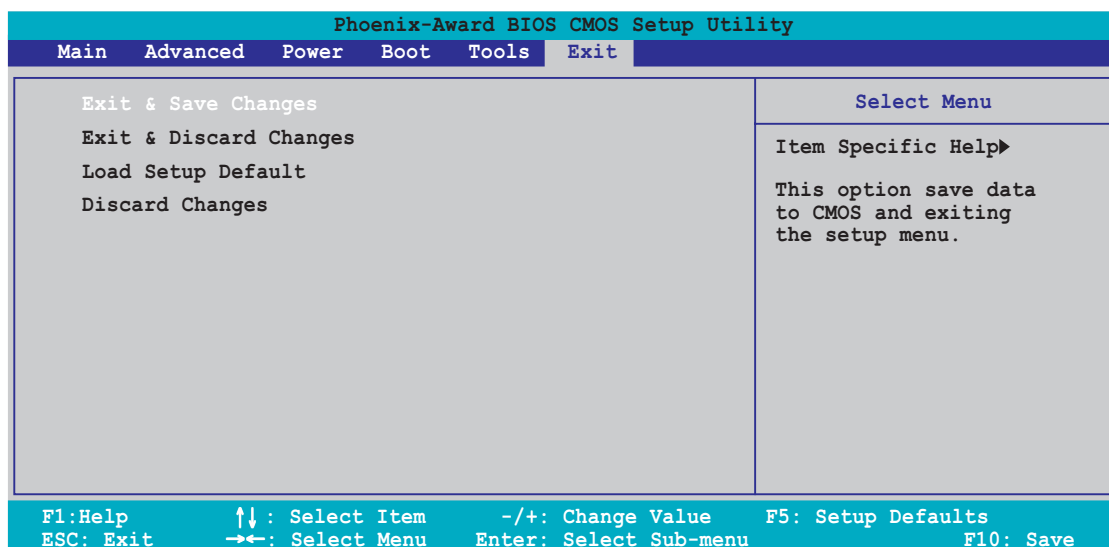 Phoenix-Award BIOS CMOS Setup Utility
Main Advanced Power Boot Tools Exit
Exit & Save Changes
Exit & Discard Changes
Load Setup Default
Discard Changes
Select Menu
Item Specific Help▶
This option save data
to CMOS and exiting
the setup menu.
F1:Help ↑↓: Select Item -/+: Change Value F5: Setup Defaults
ESC: Exit →←: Select Menu Enter: Select Sub-menu F10: Save